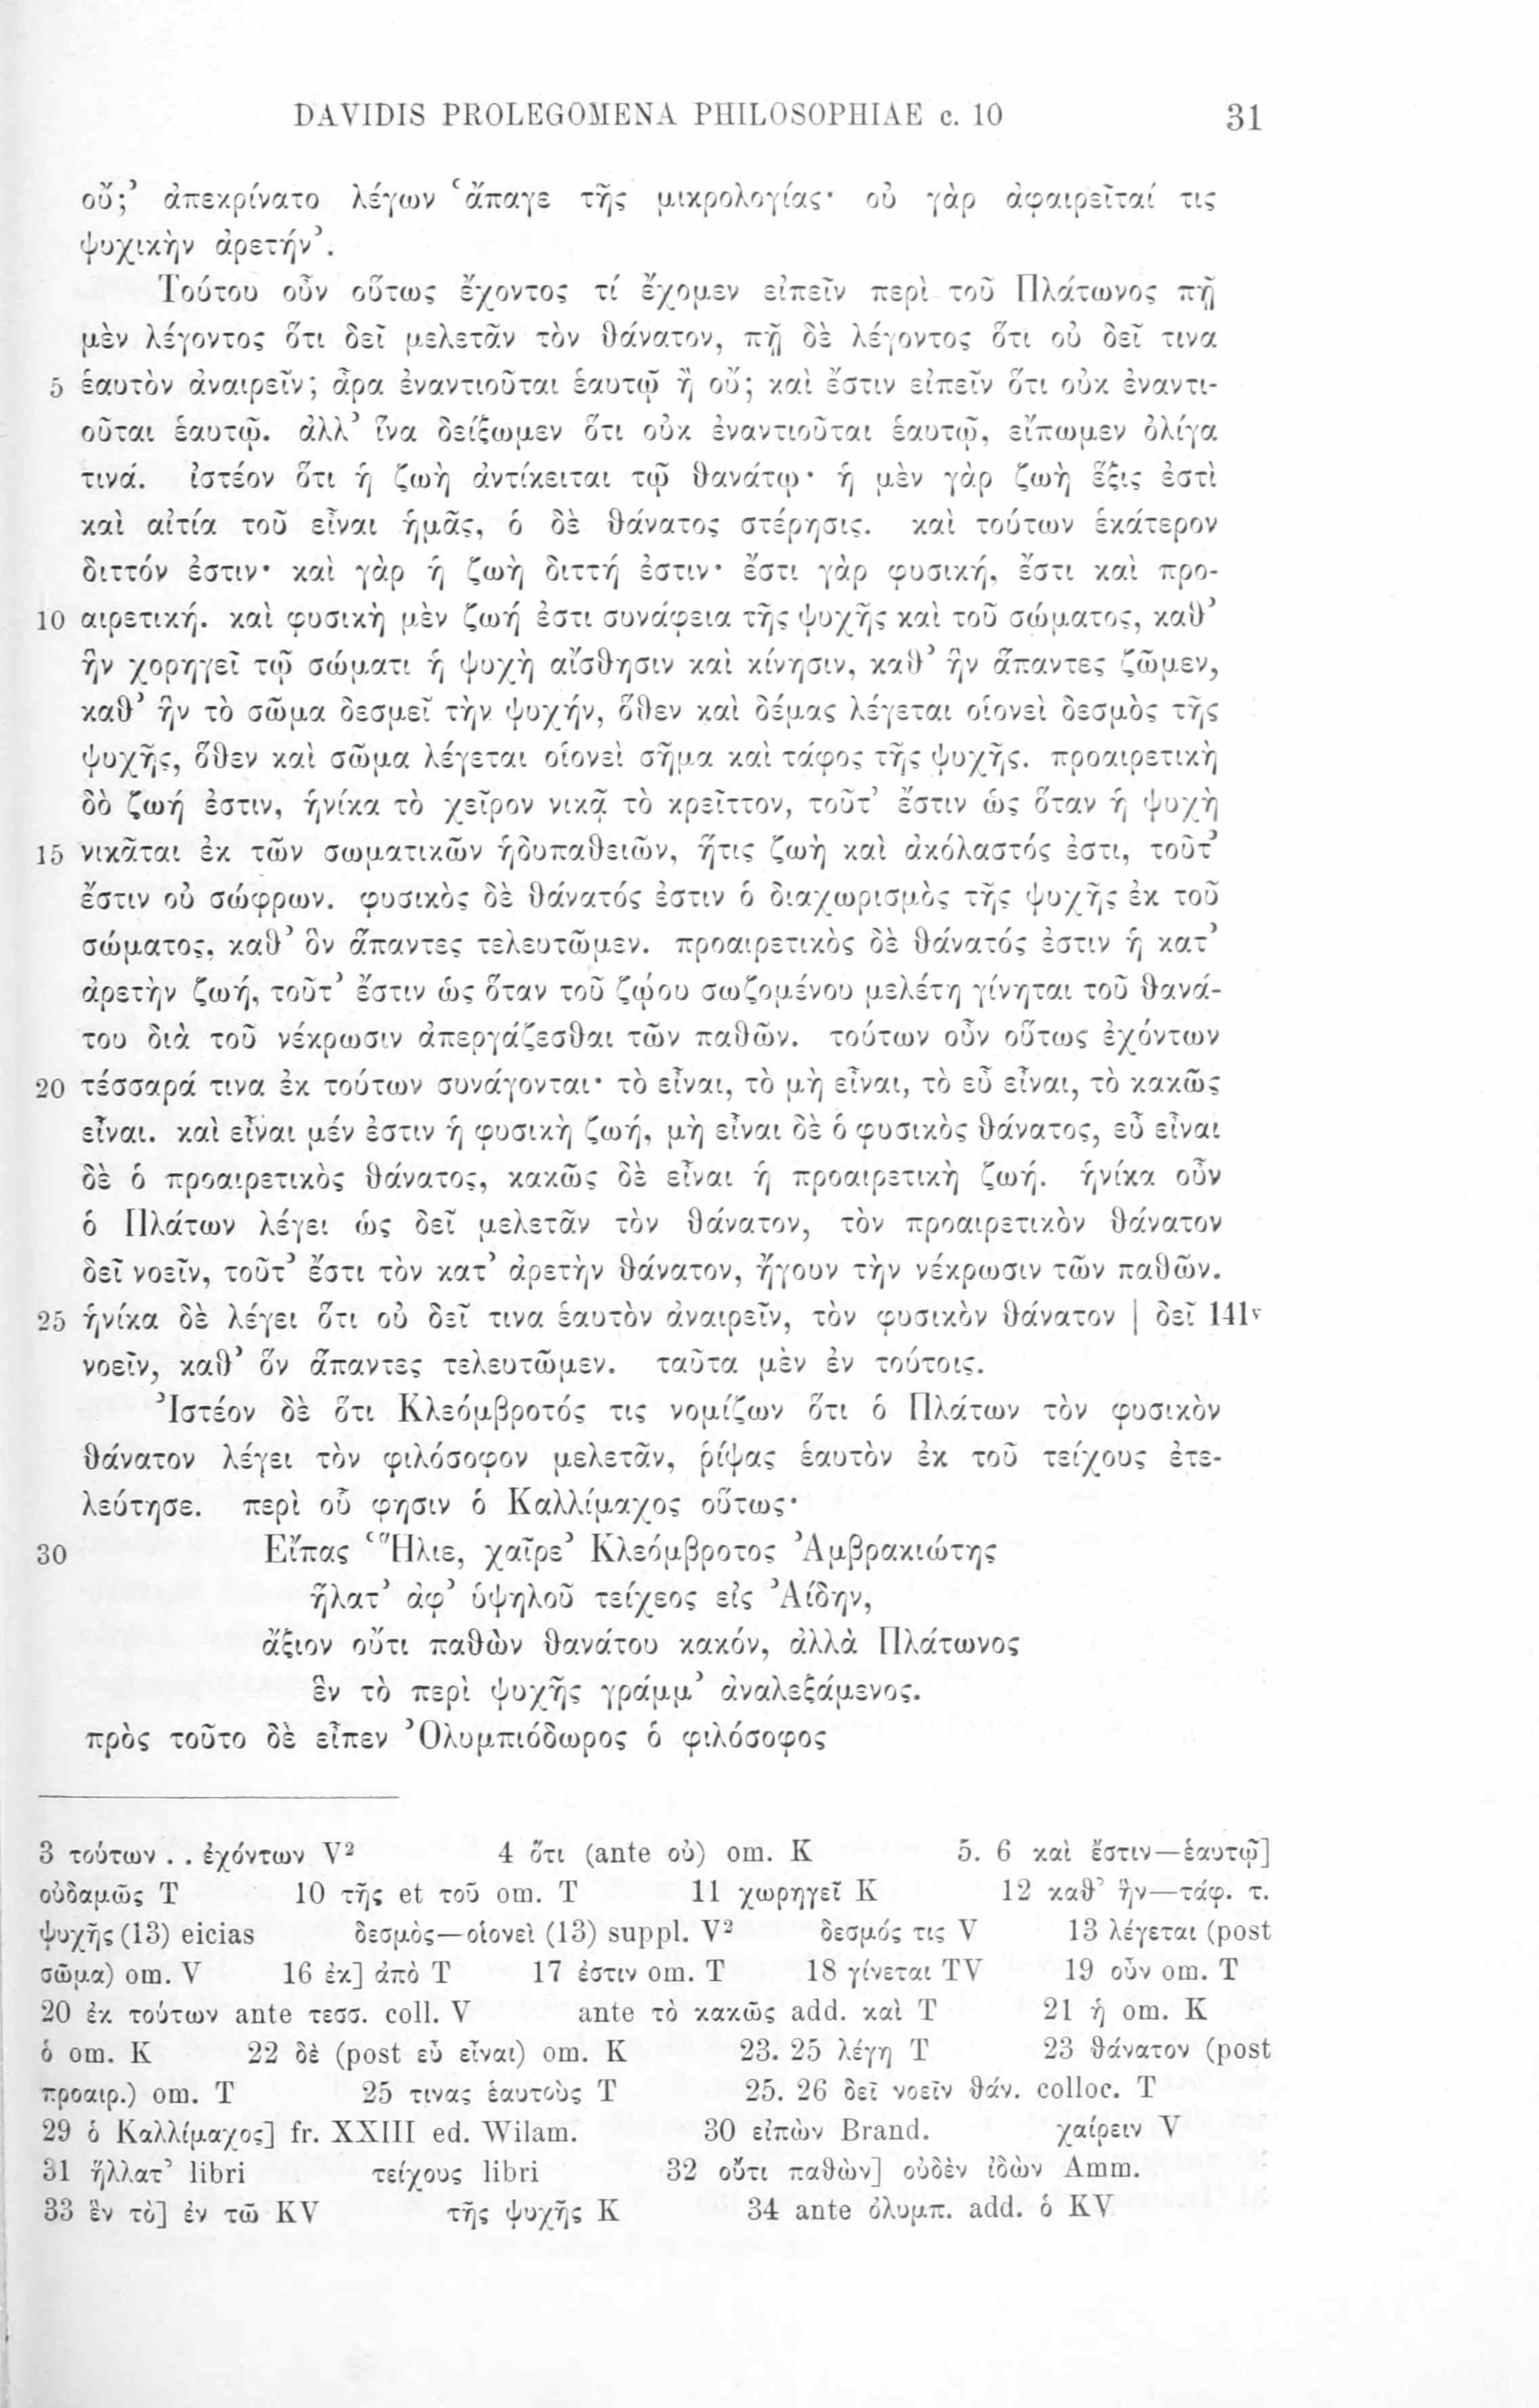 DAVIDIS PROLEGOMENA PHILOSOPHIAE c. 10 31
οὔ;’ ἀπεκρίνατο λέγων ‘ἄπαγε τῆς μικρολογίας· οὐ γὰρ ἀφαιρεῖταί τις
ψυχικὴν ἀρετήν’.
Τούτου οὖν οὕτως ἔχοντος τί ἔχομεν εἰπεῖν περὶ τοῦ Πλάτωνος πῇ
μὲν λέγοντος ὅτι δεῖ μελετᾶν τὸν θάνατον, πῇ δὲ λέγοντος ὅτι οὐ δεῖ τινα
5 ἑαυτὸν ἀναιρεῖν; ἆρα ἐναντιοῦται ἑαυτῷ ἢ οὔ; καὶ ἔστιν εἰπεῖν ὅτι οὐκ ἐναντι-
οῦται ἑαυτῷ. ἀλλ’ ἵνα δείξωμεν ὅτι οὐκ ἐναντιοῦται ἑαυτῷ, εἴπωμεν ὀλίγα
τινά. ἰστέον ὅτι ἡ ζωὴ ἀντίκειται τῷ θανάτῳ· ἡ μὲν γὰρ ζωὴ ἕξις ἐστὶ
καὶ αἰτία τοῦ εἶναι ἡμᾶς, ὁ δὲ θάνατος στέρησις. καὶ τούτων ἑκάτερον
διττόν ἐστιν· καὶ γὰρ ἡ ζωὴ διττή ἐστιν· ἔστι γὰρ φυσική, ἔστι καὶ προ-
10 αιρετική. καὶ φυσικὴ μὲν ζωή ἐστι συνάφεια τῆς ψυχῆς καὶ τοῦ σώματος, καθ’
ἣν χορηγεῖ τῷ σώματι ἡ ψυχὴ αἴσθησιν καὶ κίνησιν, καθ’ ἣν ἅπαντες ζῶμεν,
καθ’ ἣν τὸ σῶμα δεσμεῖ τὴν ψυχήν, ὅθεν καὶ δέμας λέγεται οἱονεὶ δεσμὸς τῆς
ψυχῆς, ὅθεν καὶ σῶμα λέγεται οἱονεὶ σῆμα καὶ τάφος τῆς ψυχῆς. προαιρετικὴ
δὸ ζωή ἐστιν, ἡνίκα τὸ χεῖρον νικᾷ τὸ κρεῖττον, τοῦτ’ ἔστιν ὡς ὅταν ἡ ψυχὴ
15 νικᾶται ἐκ τῶν σωματικῶν ἡδυπαθειῶν, ἥτις ζωὴ καὶ ἀκόλαστός ἐστι, τοῦτ’
ἔστιν οὐ σώφρων. φυσικὸς δὲ θάνατός ἐστιν ὁ διαχωρισμὸς τῆς ψυχῆς ἐκ τοῦ
σώματος, καθ’ ὃν ἅπαντες τελευτῶμεν. προαιρετικὸς δὲ θάνατός ἐστιν ἡ κατ’
ἀρετὴν ζωή, τοῦτ’ ἔστιν ὡς ὅταν τοῦ ζῴου σωζομένου μελέτη γίνηται τοῦ θανά-
του διὰ τοῦ νέκρωσιν ἀπεργάζεσθαι τῶν παθῶν. τούτων οὖν οὕτως ἐχόντων
20 τέσσαρά τινα ἐκ τούτων συνάγονται· τὸ εἶναι, τὸ μὴ εἶναι, τὸ εὖ εἶναι, τὸ κακῶς
εἶναι. καὶ εἶναι μέν ἐστιν ἡ φυσικὴ ζωή, μὴ εἶναι δὲ ὁ φυσικὸς θάνατος, εὖ εἶναι
δὲ ὁ προαιρετικὸς θάνατος, κακῶς δὲ εἶναι ἡ προαιρετικὴ ζωή. ἡνίκα οὖν
ὁ Πλάτων λέγει ὡς δεῖ μελετᾶν τὸν θάνατον, τὸν προαιρετικὸν θάνατον
δεῖ νοεῖν, τοῦτ’ ἔστι τὸν κατ’ ἀρετὴν θάνατον, ἤγουν τὴν νέκρωσιν τῶν παθῶν.
25 ἡνίκα δὲ λέγει ὅτι οὐ δεῖ τινα ἑαυτὸν ἀναιρεῖν, τὸν φυσικὸν θάνατον | δεῖ 141v
νοεῖν, καθ’ ὃν ἅπαντες τελευτῶμεν. ταῦτα μὲν ἐν τούτοις.
Ἰστέον δὲ ὅτι Κλεόμβροτός τις νομίζων ὅτι ὁ Πλάτων τὸν φυσικὸν
θάνατον λέγει τὸν φιλόσοφον μελετᾶν, ῥίψας ἑαυτὸν ἐκ τοῦ τείχους ἐτε-
λεύτησε. περὶ οὗ φησιν ὁ Καλλίμαχος οὕτως·
30 Εἴπας ‘Ἥλιε, χαῖρε’ Κλεόμβροτος Ἀμβρακιώτης
ἥλατ’ ἀφ’ ὑψηλοῦ τείχεος εἰς Ἀίδην,
ἄξιον οὔτι παθὼν θανάτου κακόν, ἀλλὰ Πλάτωνος
ἓν τὸ περὶ ψυχῆς γράμμ’ ἀναλεξάμενος.
πρὸς τοῦτο δὲ εἶπεν Ὀλυμπιόδωρος ὁ φιλόσοφος
3 τούτων . . ἐχόντων V² 4 ὅτι (ante οὐ) om. K 5. 6 καὶ ἔστιν—ἑαυτῷ]
οὐδαμῶς T 10 τῆς et τοῦ om. T 11 χωρηγεῖ K 12 καθ’ ἣν—τάφ. τ.
ψυχῆς (13) eicias δεσμὸς—οἱονεὶ (13) suppl. V² δεσμός τις V 13 λέγεται (post
σῶμα) om. V 16 ἐκ] ἀπὸ T 17 ἐστιν om. T 18 γίνεται TV 19 οὖν om. T
20 ἐκ τούτων ante τεσσ. coll. V ante τὸ κακῶς add. καὶ T 21 ἡ om. K
ὁ om. K 22 δὲ (post εὖ εἶναι) om. K 23. 25 λέγη T 23 θάνατον (post
προαιρ.) om. T 25 τινας ἑαυτοὺς T 25. 26 δεῖ νοεῖν θάν. colloc. T
29 ὁ Καλλίμαχος] fr. XXIII ed. Wilam. 30 εἰπὼν Brand. χαίρειν V
31 ἥλλατ’ libri τείχους libri 32 οὔτι παθὼν] οὐδὲν ἰδὼν Amm.
33 ἓν τὸ] ἐν τῶ KV τῆς ψυχῆς K 34 ante ὀλυμπ. add. ὁ KV